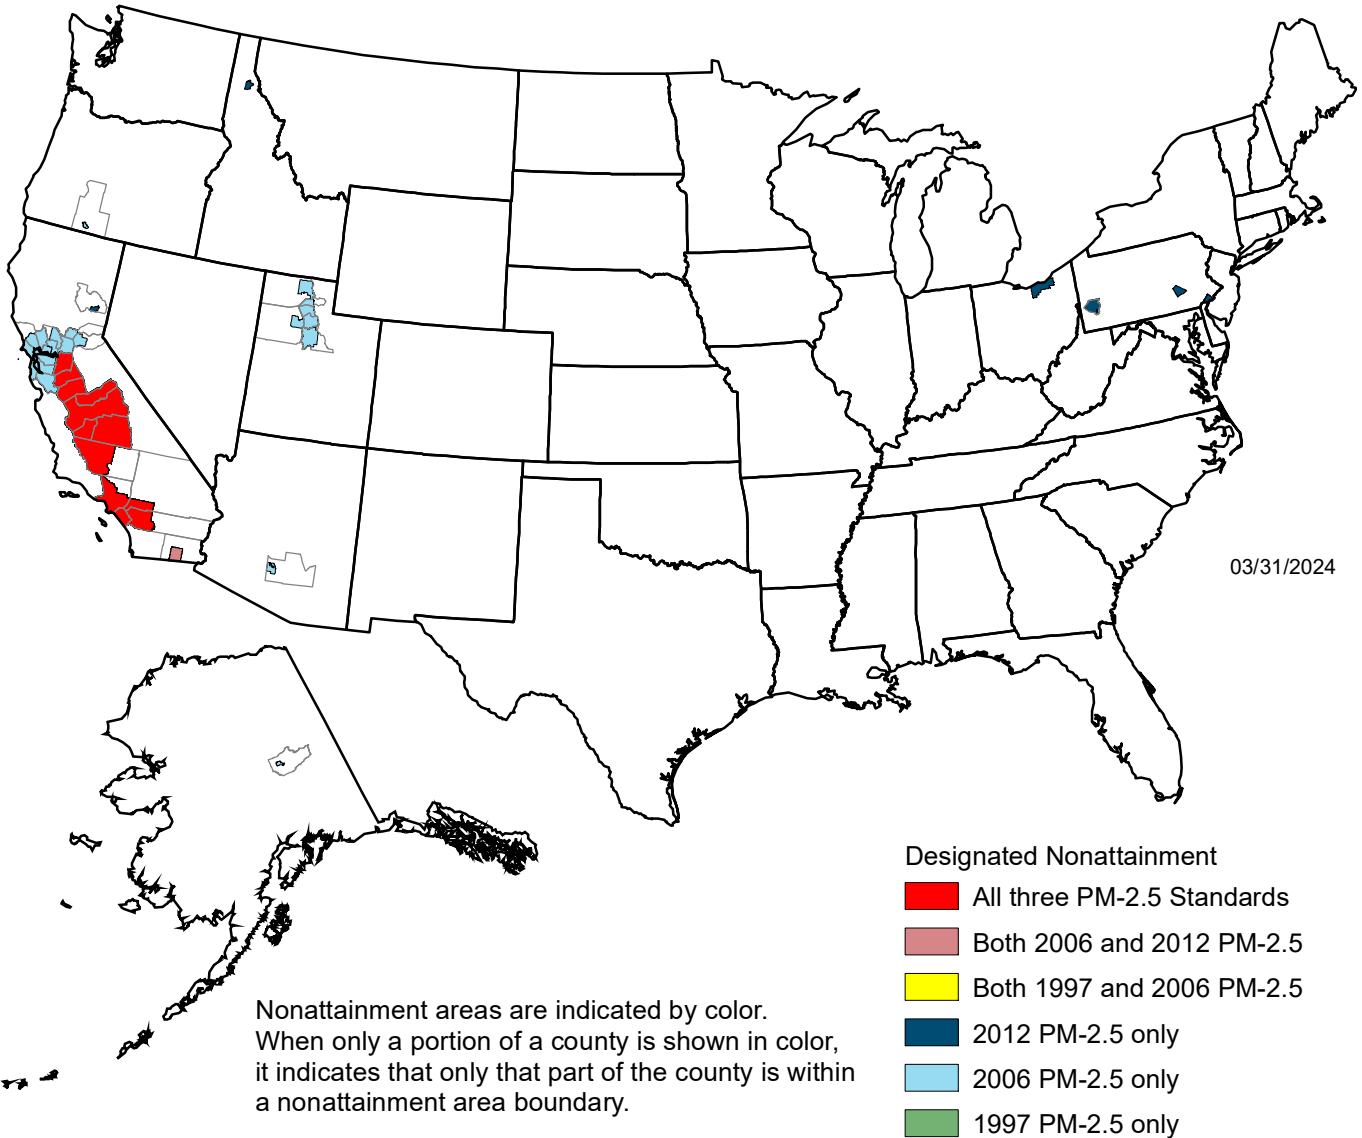 03/31/2024
Designated Nonattainment
All three PM-2.5 Standards
Both 2006 and 2012 PM-2.5
Both 1997 and 2006 PM-2.5
2012 PM-2.5 only
2006 PM-2.5 only
1997 PM-2.5 only
Nonattainment areas are indicated by color.
When only a portion of a county is shown in color,
it indicates that only that part of the county is within
a nonattainment area boundary.